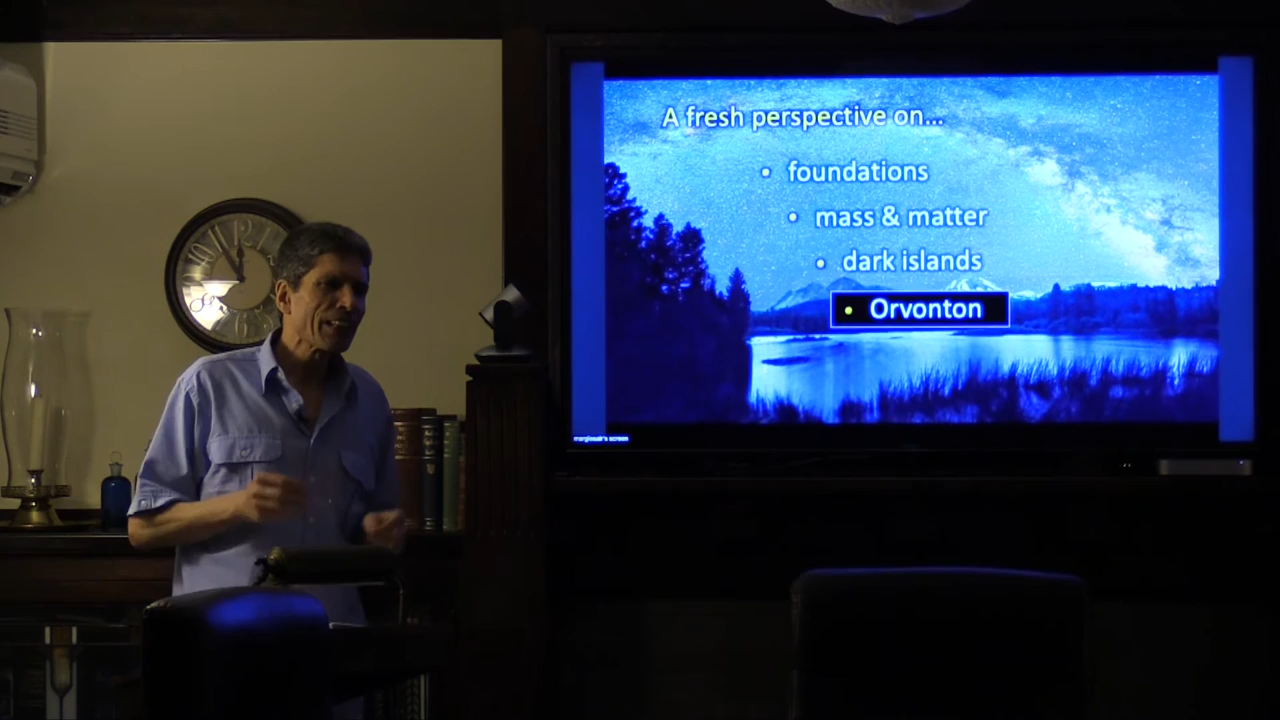 A fresh perspective on...
• foundations
• mass & matter
• dark islands
• Orvonton